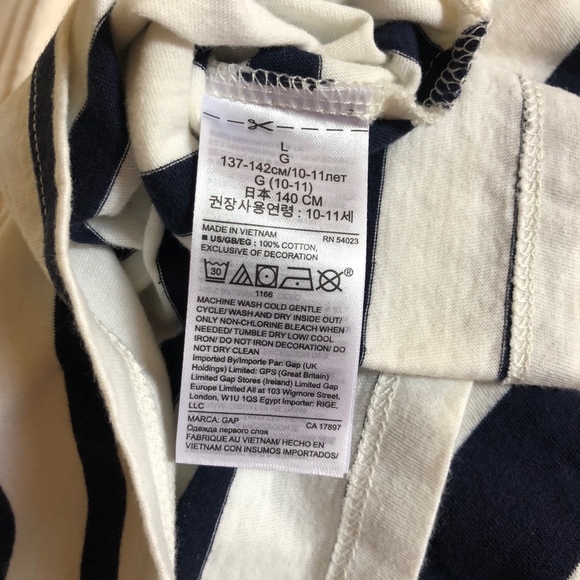 L
G
137-142см/10-11лет
G (10-11)
日本 140 CM
권장사용연령 : 10-11세
MADE IN VIETNAM RN 54023
■ US/GB/EG : 100% COTTON,
EXCLUSIVE OF DECORATION
30
1166
MACHINE WASH COLD GENTLE
CYCLE/ WASH AND DRY INSIDE OUT/
ONLY NON-CHLORINE BLEACH WHEN
NEEDED/ TUMBLE DRY LOW/ COOL
IRON/ DO NOT IRON DECORATION/ DO
NOT DRY CLEAN
Imported By/Importe Par: Gap (UK
Holdings) Limited: GPS (Great Britain)
Limited Gap Stores (Ireland) Limited Gap
Europe Limited All at 103 Wigmore Street,
London, W1U 1QS Egypt Importer: RIGE,
LLC
MARCA: GAP CA 17897
Одежда первого слоя
FABRIQUE AU VIETNAM/ HECHO EN
VIETNAM CON INSUMOS IMPORTADOS/